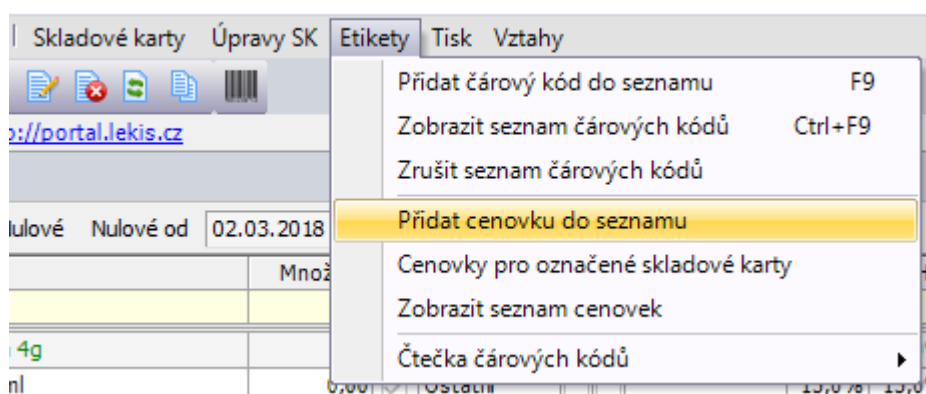 Skladové karty Úpravy SK Etikety Tisk Vztahy
Přidat čárový kód do seznamu F9
Zobrazit seznam čárových kódů Ctrl+F9
://portal.lekis.cz
Zrušit seznam čárových kódů
Přidat cenovku do seznamu
Nulové od 02.03.2018
Cenovky pro označené skladové karty
Zobrazit seznam cenovek
4g
Čtečka čárových kódů